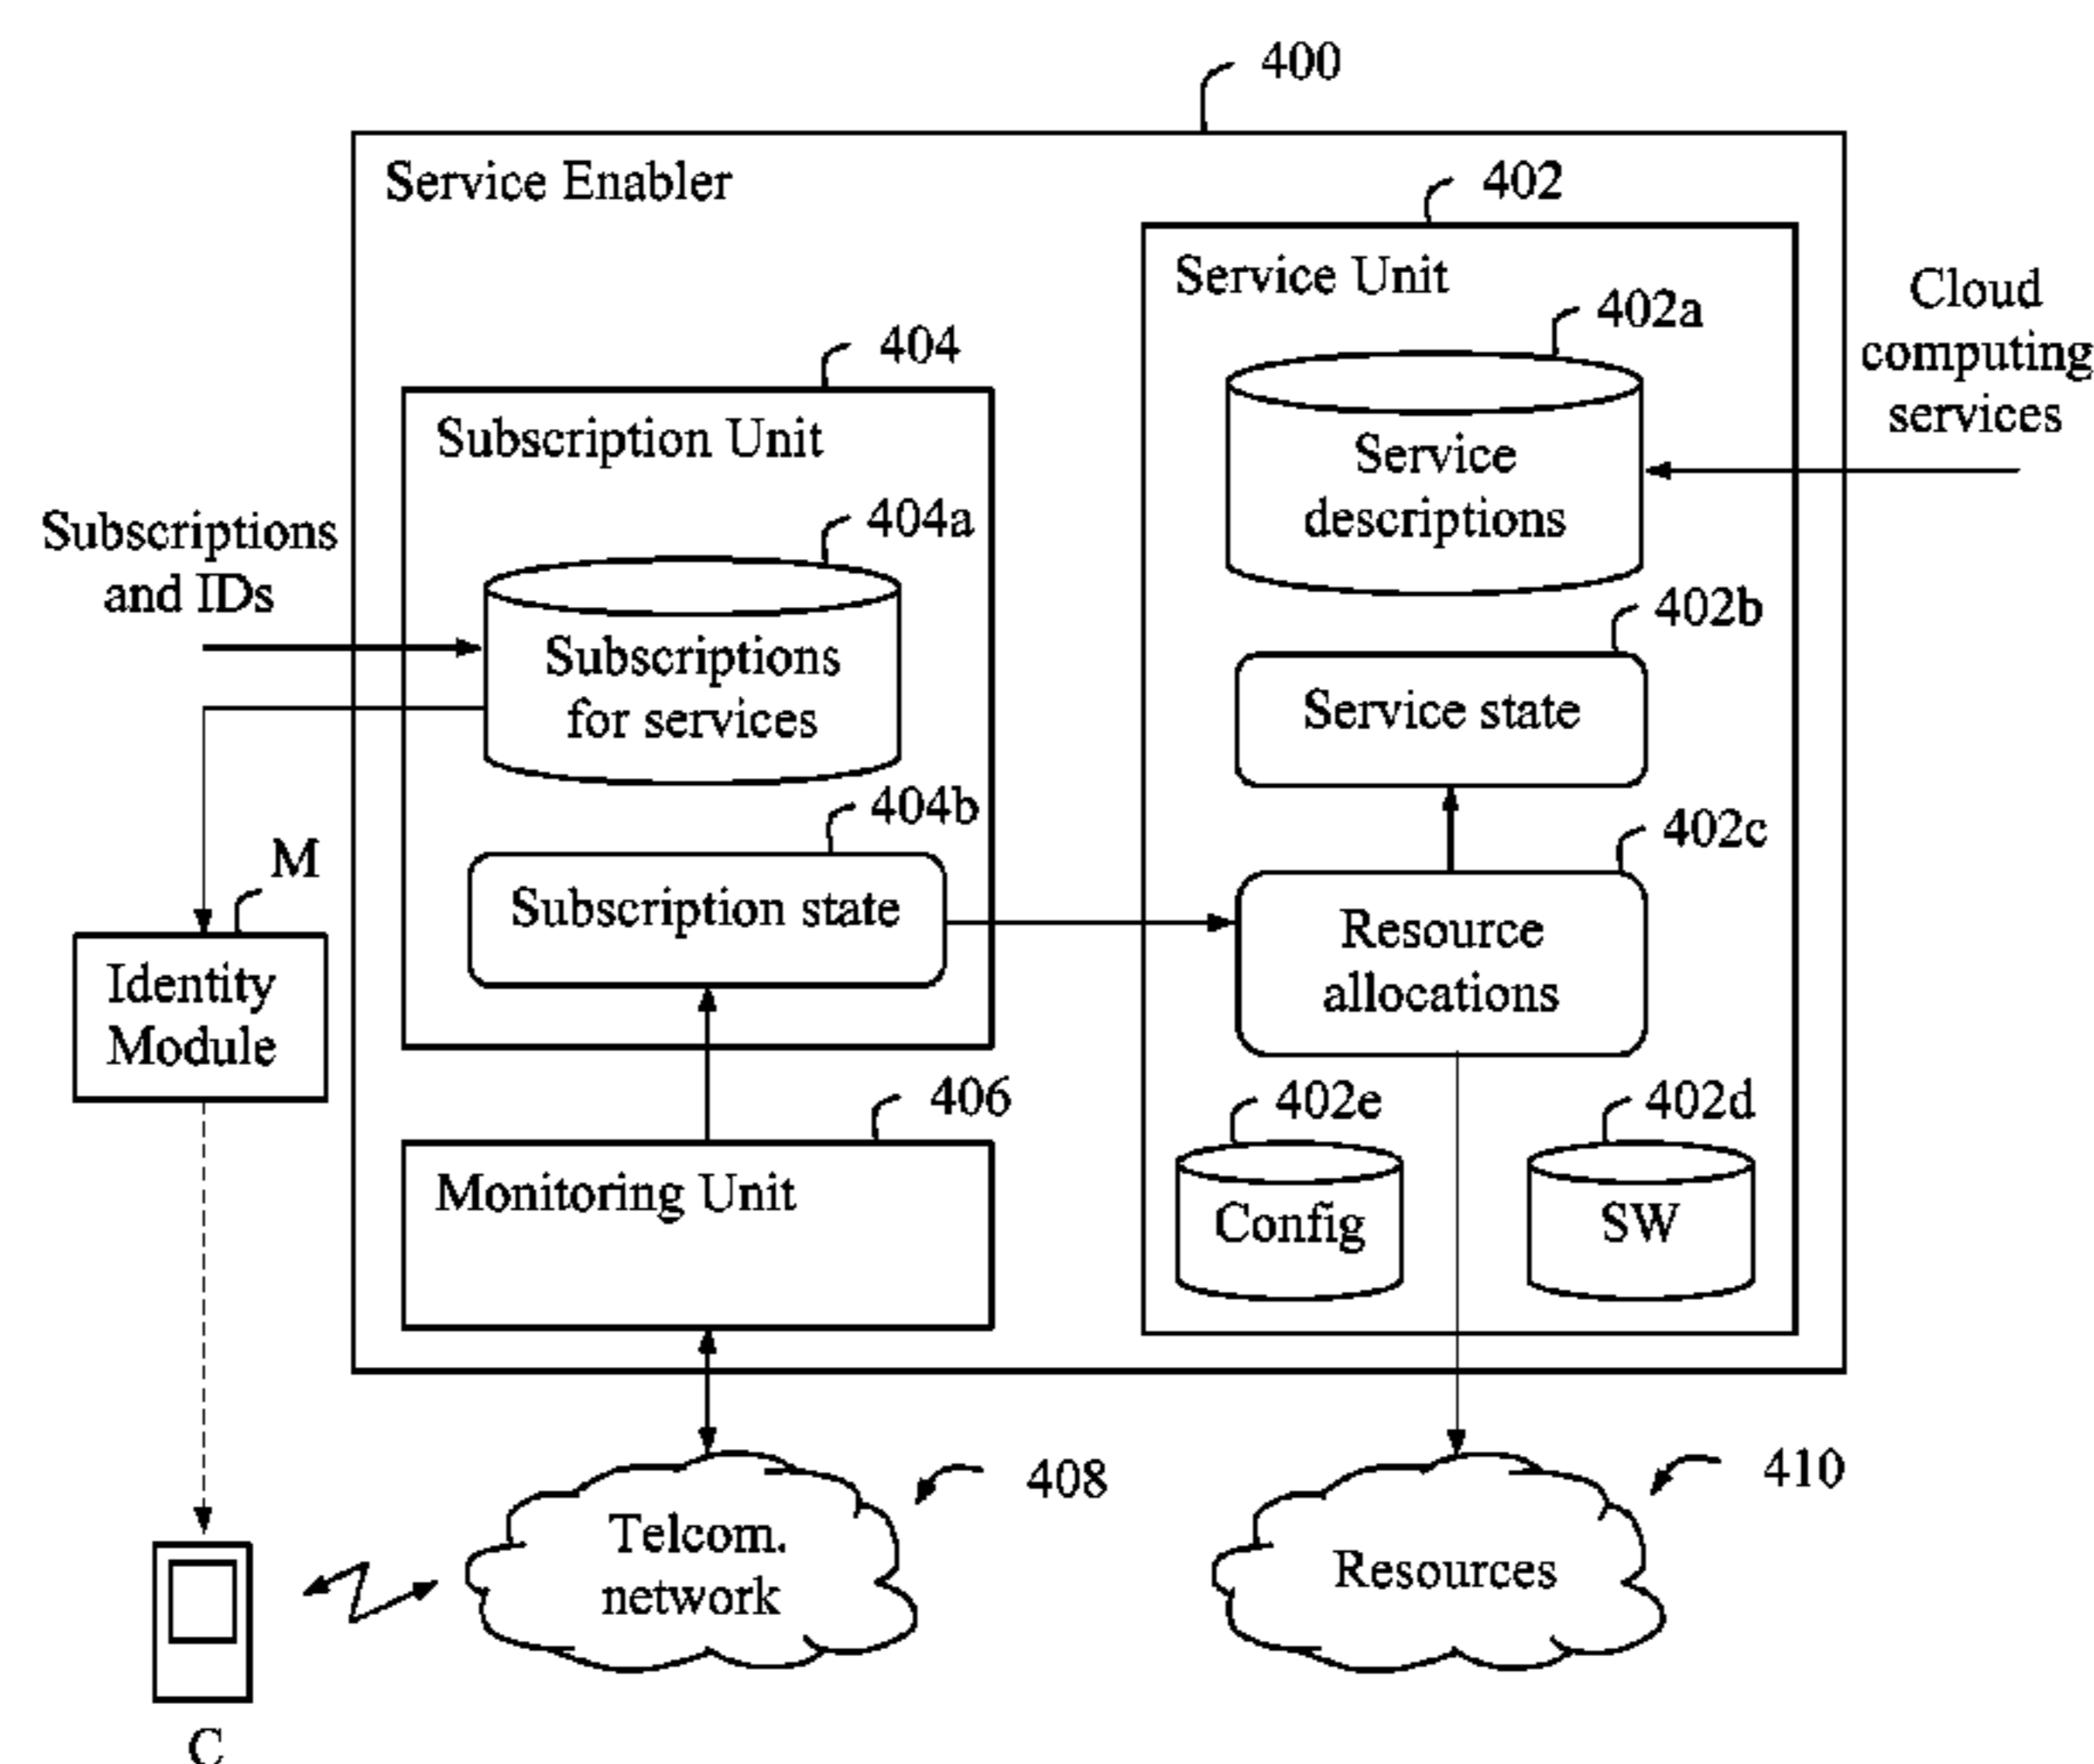 400
Service Enabler
402
Service Unit
402a
Cloud
computing
services
Service
descriptions
404
Subscription Unit
404a
Subscriptions
and IDs
Subscriptions
for services
402b
Service state
404b
Subscription state
402c
Resource
allocations
M
Identity
Module
406
Monitoring Unit
402e
Config
402d
SW
408
Telcom.
network
410
Resources
C